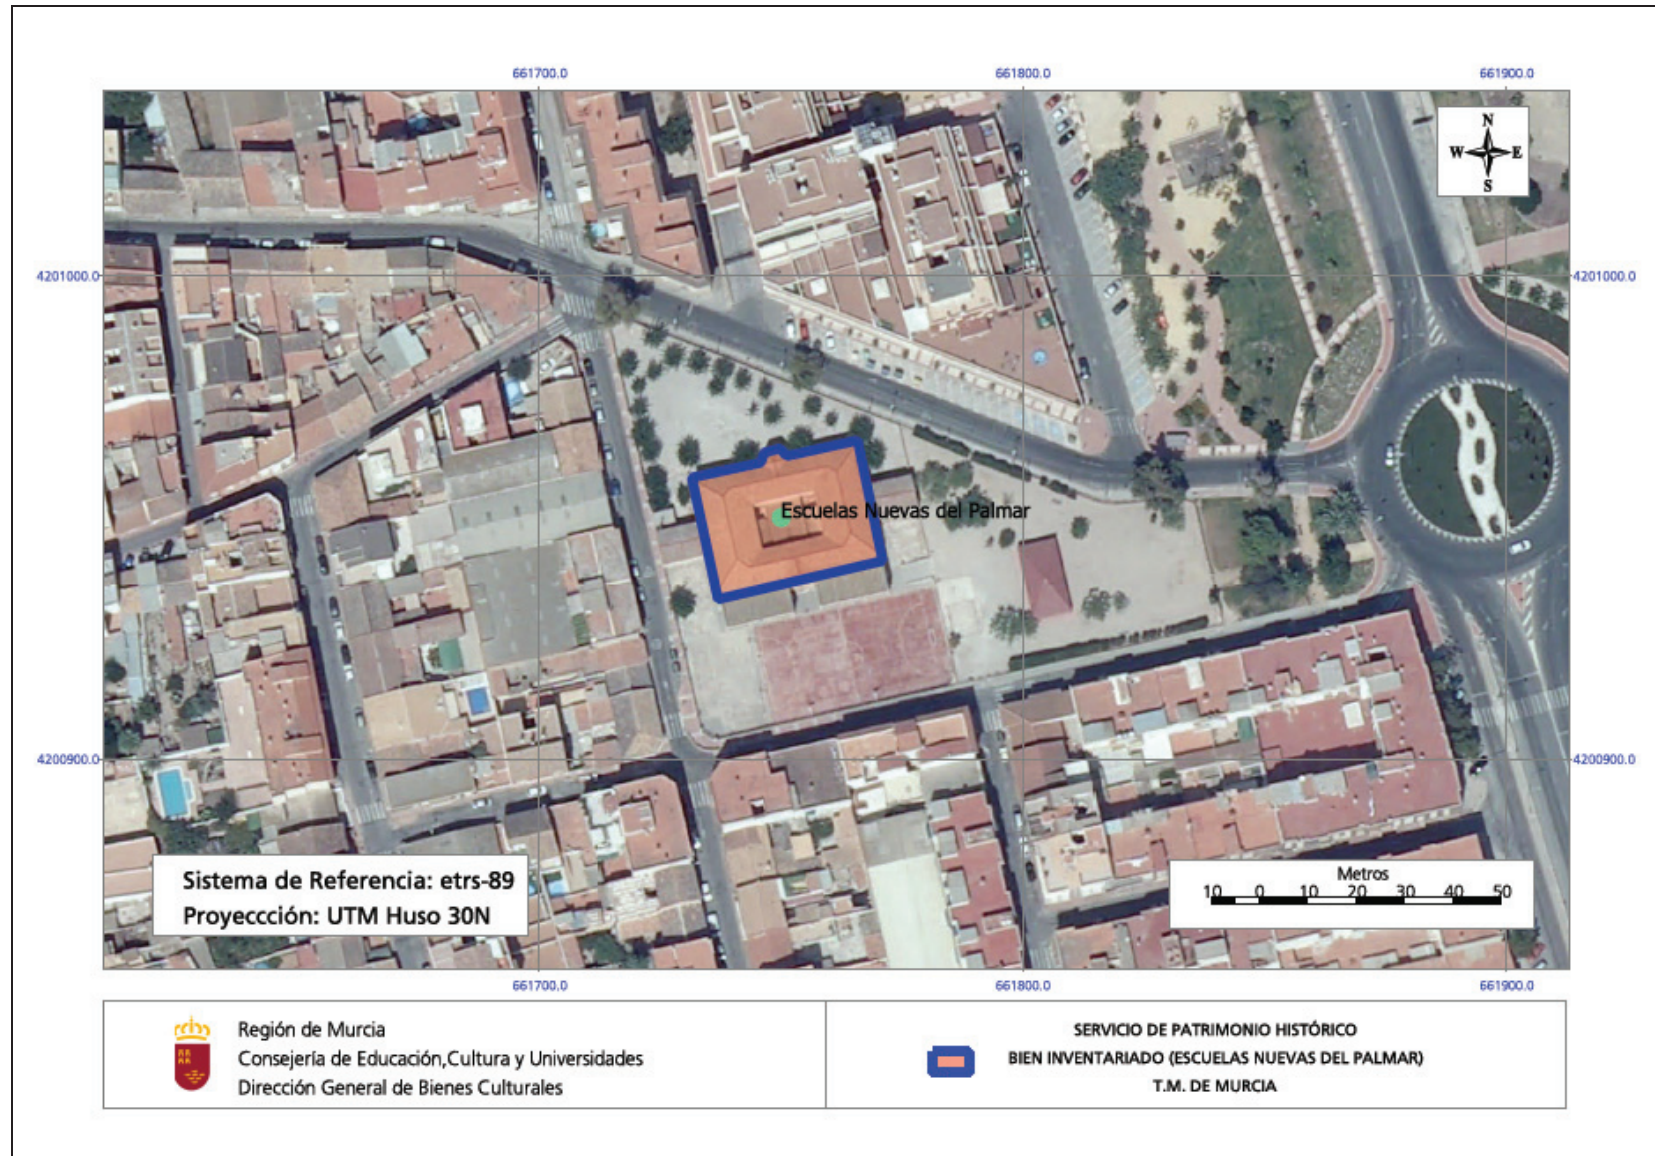 661700.0 661800.0 661900.0
N
W E
S
4201000.0 4201000.0
Escuelas Nuevas del Palmar
4200900.0 4200900.0
Sistema de Referencia: etrs-89
Proyeccción: UTM Huso 30N
Metros
10 0 10 20 30 40 50
661700.0 661800.0 661900.0
Región de Murcia
Consejería de Educación,Cultura y Universidades
Dirección General de Bienes Culturales
SERVICIO DE PATRIMONIO HISTÓRICO
BIEN INVENTARIADO (ESCUELAS NUEVAS DEL PALMAR)
T.M. DE MURCIA